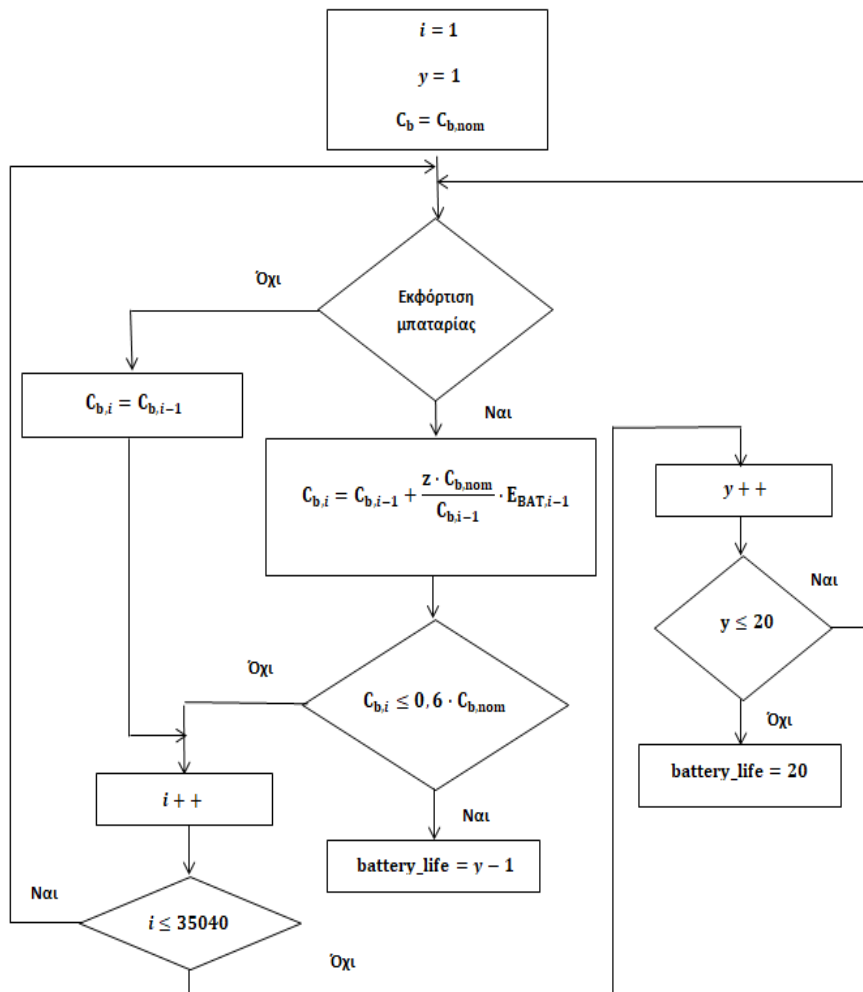 i = 1
y = 1
C_b = C_b,nom
Όχι
Εκφόρτιση
μπαταρίας
C_b,i = C_b,i−1
Ναι
C_b,i = C_b,i−1 + z · C_b,nom / C_b,i−1 · E_BAT,i−1
y ++
Ναι
y ≤ 20
Όχι
C_b,i ≤ 0,6 · C_b,nom
Όχι
battery_life = 20
i ++
Ναι
battery_life = y − 1
Ναι
i ≤ 35040
Όχι